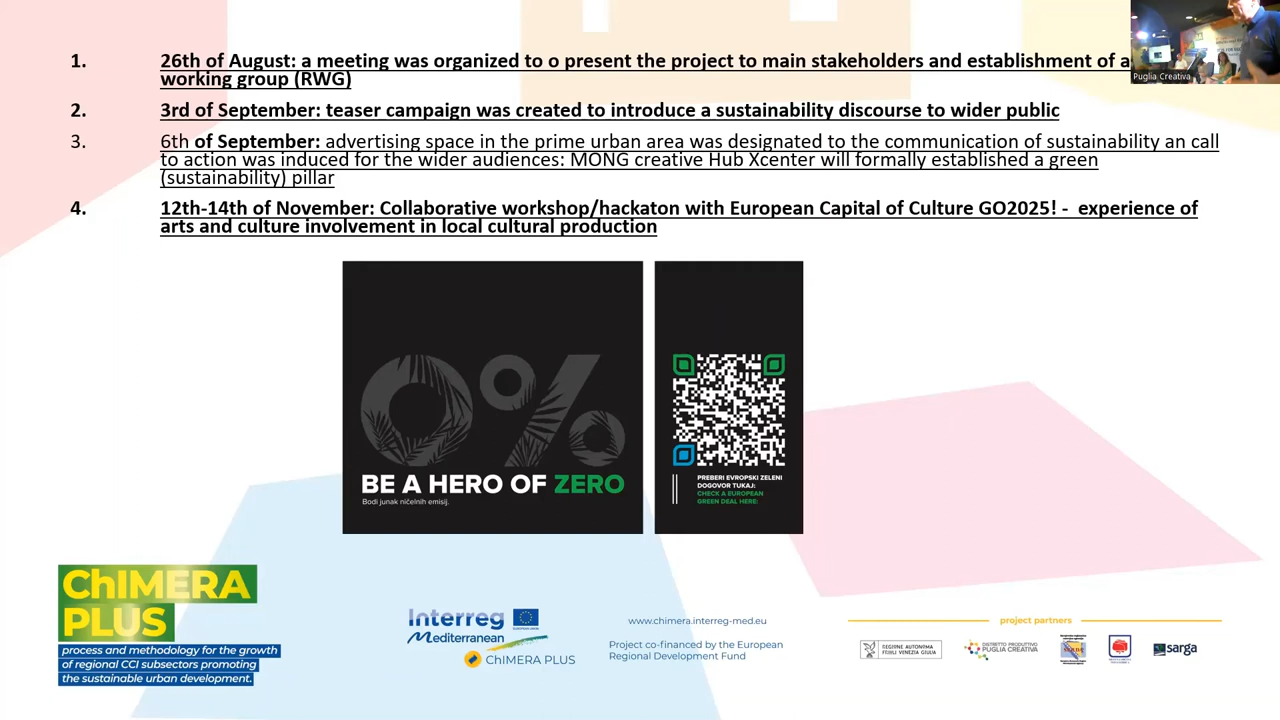 1. 26th of August: a meeting was organized to o present the project to main stakeholders and establishment of a
working group (RWG)
2. 3rd of September: teaser campaign was created to introduce a sustainability discourse to wider public
3. 6th of September: advertising space in the prime urban area was designated to the communication of sustainability an call
to action was induced for the wider audiences: MONG creative Hub Xcenter will formally established a green
(sustainability) pillar
4. 12th-14th of November: Collaborative workshop/hackaton with European Capital of Culture GO2025! - experience of
arts and culture involvement in local cultural production
Puglia Creativa
0%
BE A HERO OF ZERO
Bodi junak ničelnih emisij.
PREBERI EVROPSKI ZELENI
DOGOVOR TUKAJ:
CHECK A EUROPEAN
GREEN DEAL HERE:
ChIMERA
PLUS
process and methodology for the growth
of regional CCI subsectors promoting
the sustainable urban development.
Interreg
Mediterranean
ChIMERA PLUS
www.chimera.interreg-med.eu
Project co-financed by the European
Regional Development Fund
project partners
REGIONE AUTONOMA
FRIULI VENEZIA GIULIA
DISTRETTO PRODUTTIVO
PUGLIA CREATIVA
sarga